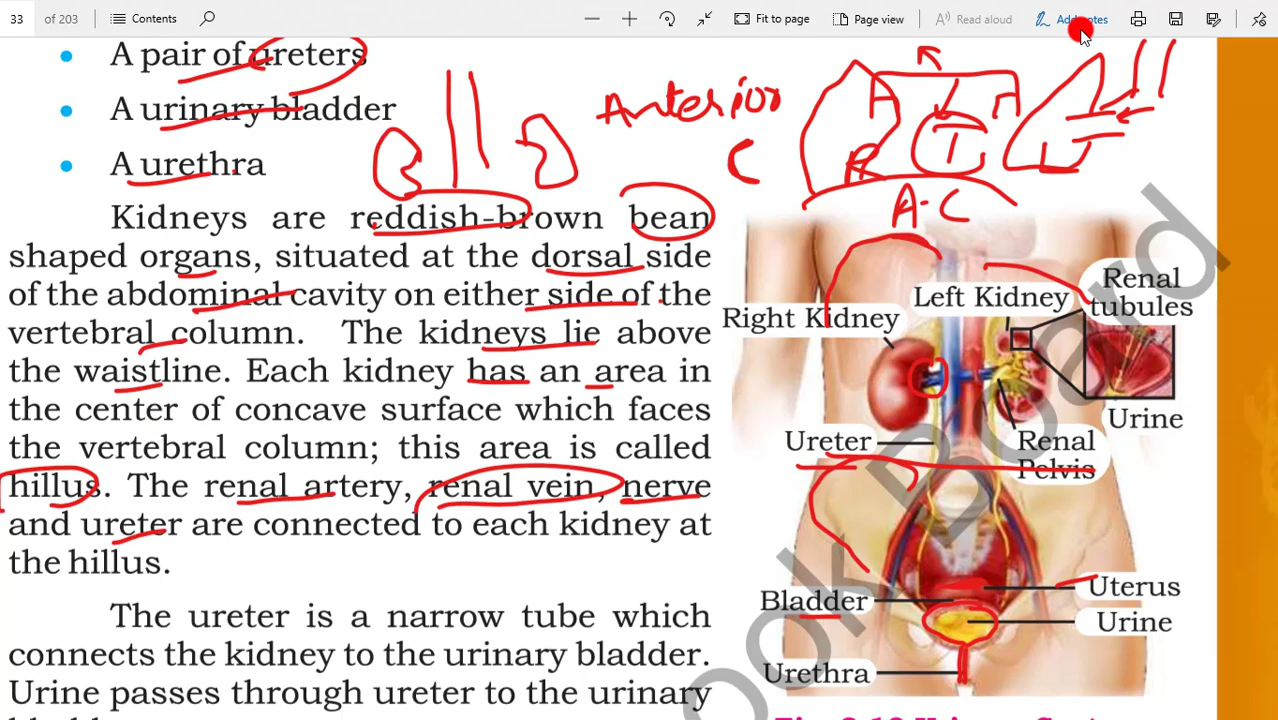 33 of 203 Contents Fit to page Page view Read aloud Add notes
• A pair of ureters
• A urinary bladder
• A urethra
Anterior
C
A A
R
T
L
A-C
Kidneys are reddish-brown bean
shaped organs, situated at the dorsal side
of the abdominal cavity on either side of the
vertebral column. The kidneys lie above
the waistline. Each kidney has an area in
the center of concave surface which faces
the vertebral column; this area is called
hillus. The renal artery, renal vein, nerve
and ureter are connected to each kidney at
the hillus.
The ureter is a narrow tube which
connects the kidney to the urinary bladder.
Urine passes through ureter to the urinary
Right Kidney
Left Kidney
Renal
tubules
Urine
Ureter
Renal
Pelvis
Uterus
Bladder
Urine
Urethra
ook Board